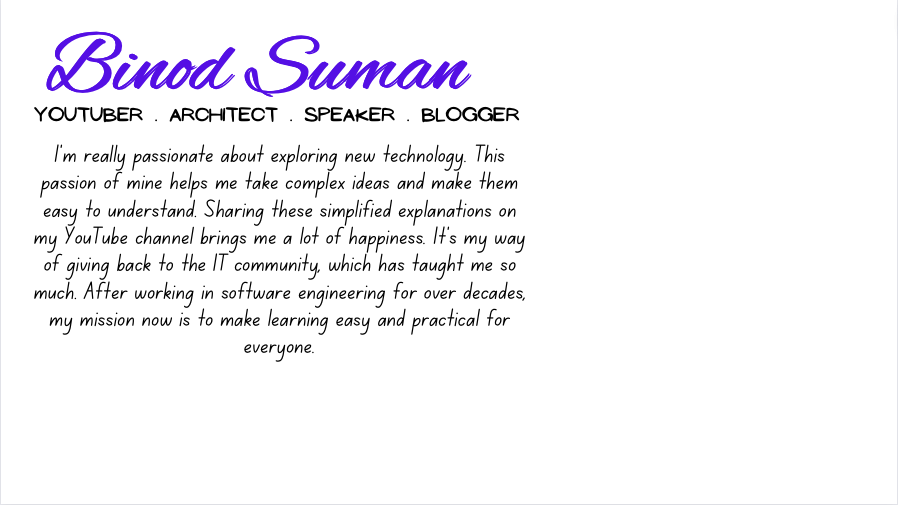 Binod Suman
YOUTUBER . ARCHITECT . SPEAKER . BLOGGER
I'm really passionate about exploring new technology. This
passion of mine helps me take complex ideas and make them
easy to understand. Sharing these simplified explanations on
my YouTube channel brings me a lot of happiness. It's my way
of giving back to the IT community, which has taught me so
much. After working in software engineering for over decades,
my mission now is to make learning easy and practical for
everyone.